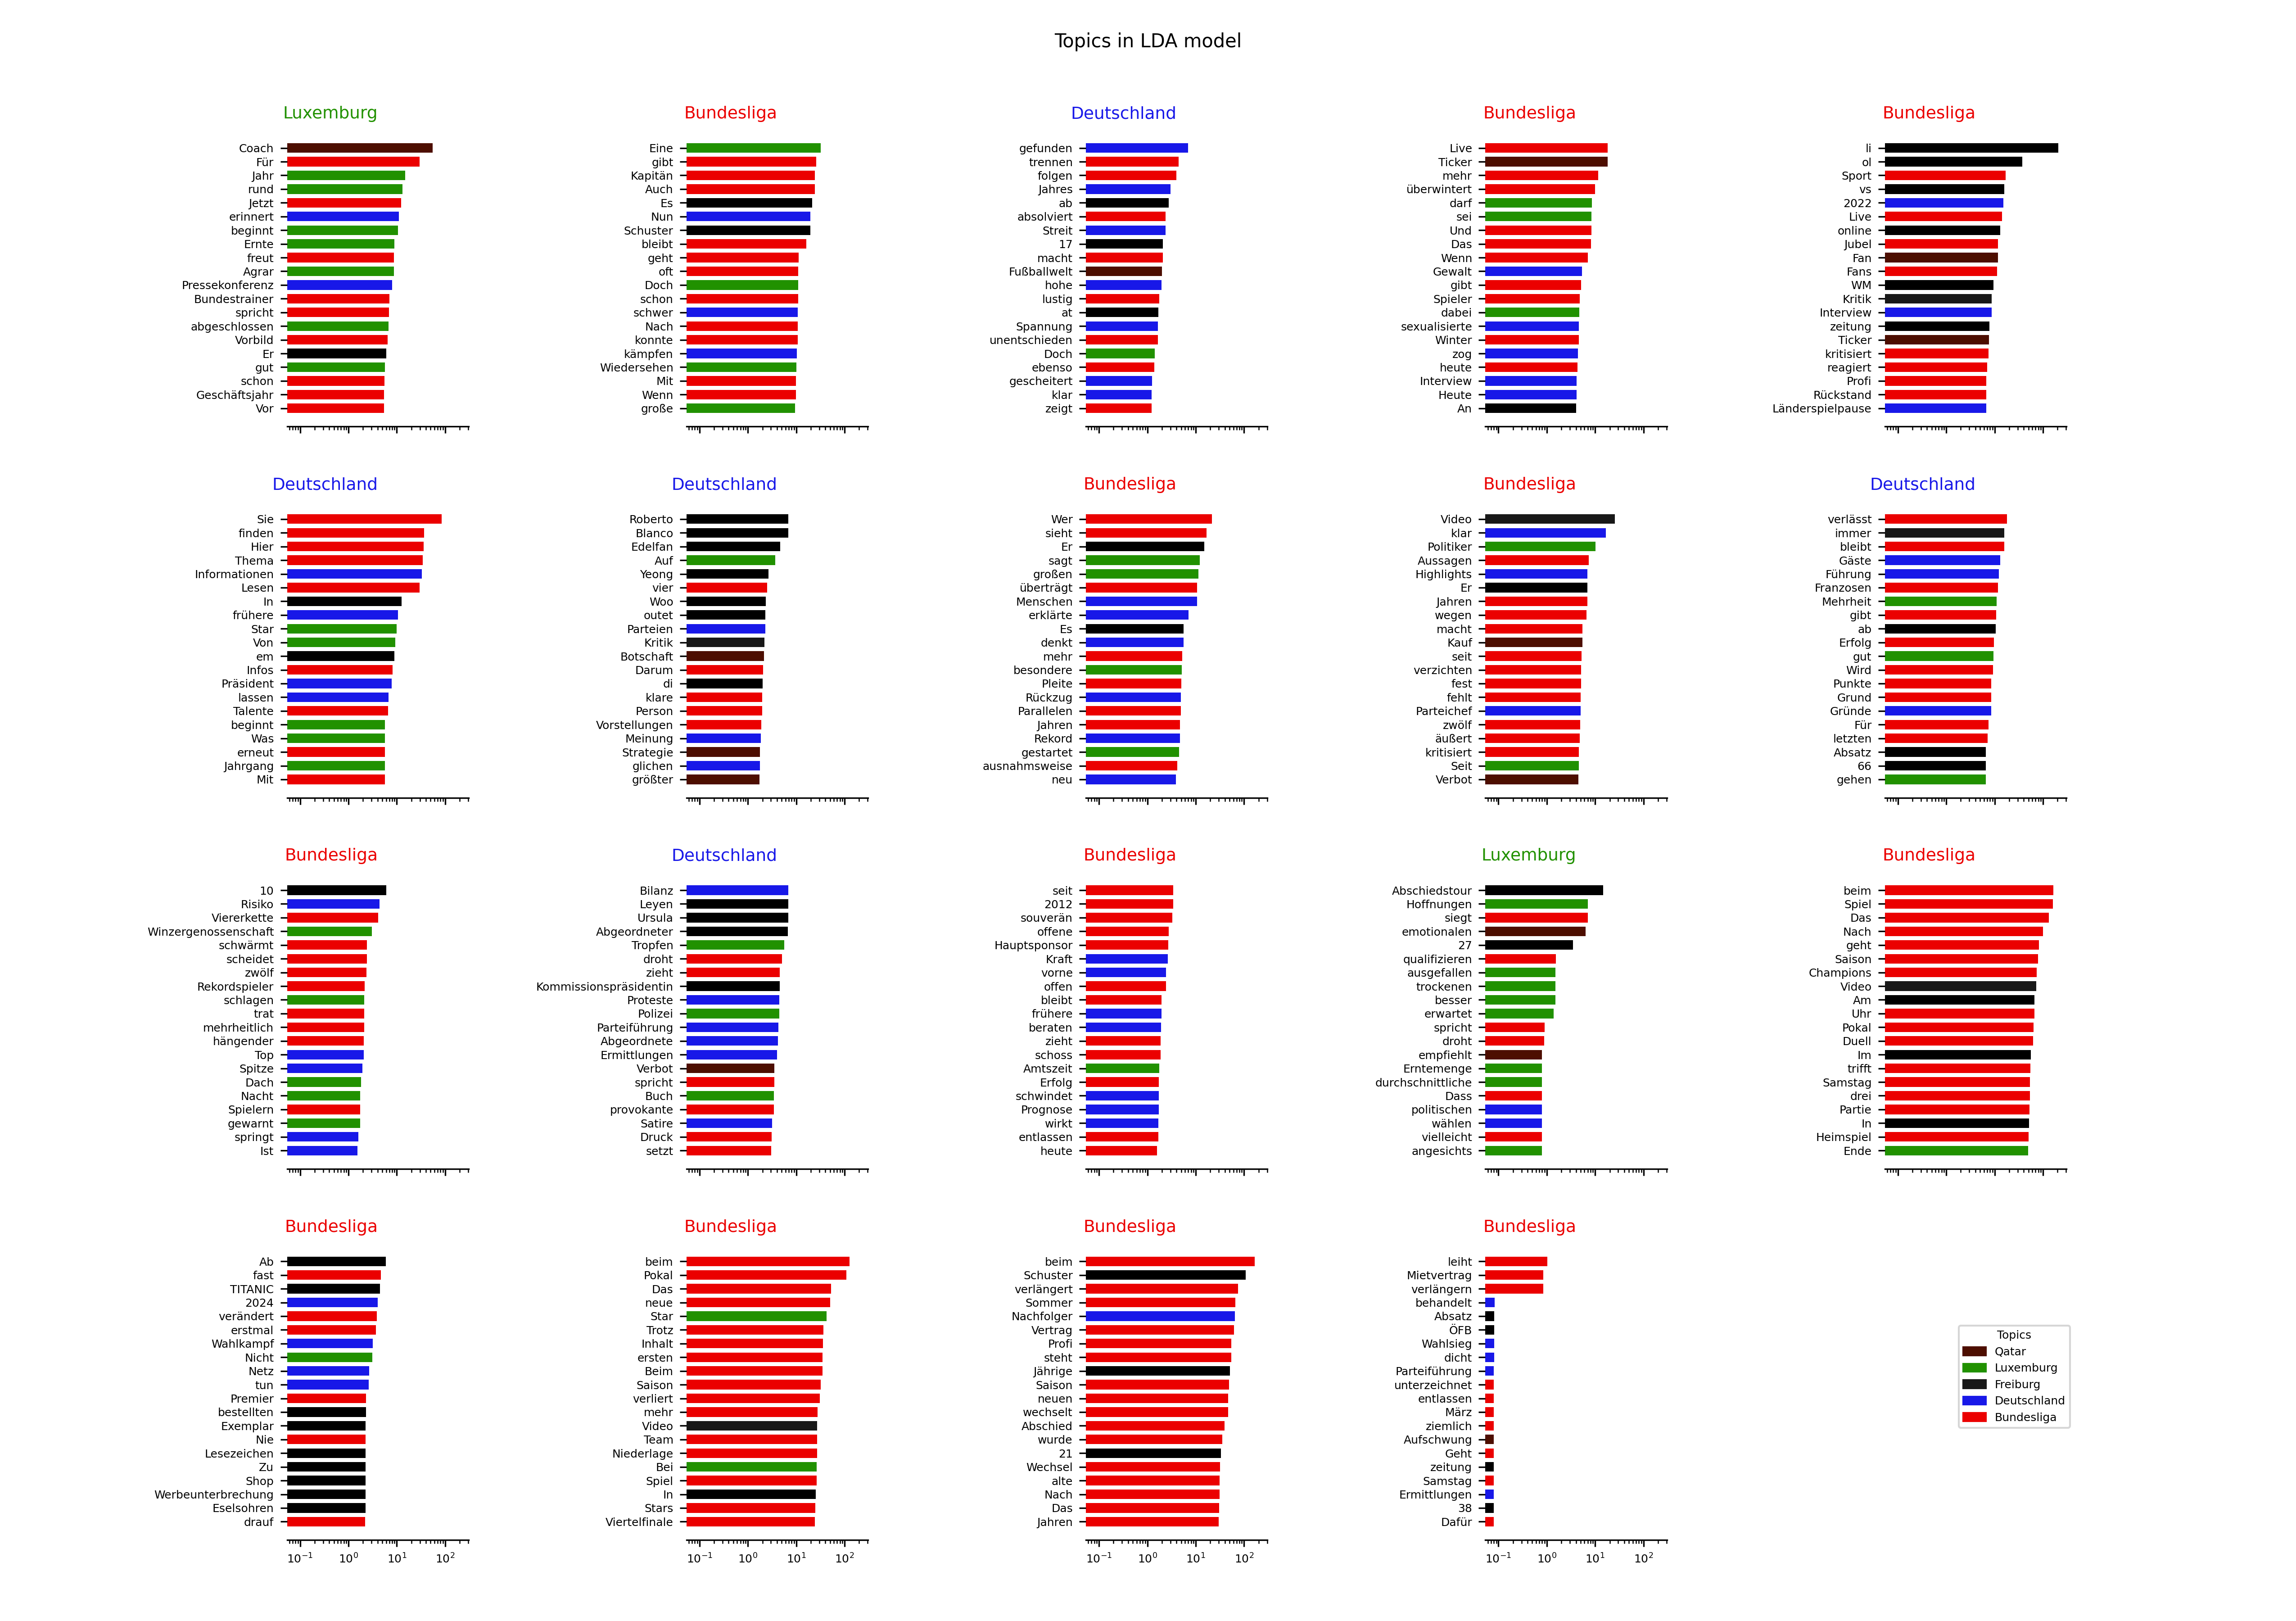 Topics in LDA model
Luxemburg
Coach
Für
Jahr
rund
Jetzt
erinnert
beginnt
Ernte
freut
Agrar
Pressekonferenz
Bundestrainer
spricht
abgeschlossen
Vorbild
Er
gut
schon
Geschäftsjahr
Vor
Bundesliga
Eine
gibt
Kapitän
Auch
Es
Nun
Schuster
bleibt
geht
oft
Doch
schon
schwer
Nach
konnte
kämpfen
Wiedersehen
Mit
Wenn
große
Deutschland
gefunden
trennen
folgen
Jahres
ab
absolviert
Streit
17
macht
Fußballwelt
hohe
lustig
at
Spannung
unentschieden
Doch
ebenso
gescheitert
klar
zeigt
Bundesliga
Live
Ticker
mehr
überwintert
darf
sei
Und
Das
Wenn
Gewalt
gibt
Spieler
dabei
sexualisierte
Winter
zog
heute
Interview
Heute
An
Bundesliga
li
ol
Sport
vs
2022
Live
online
Jubel
Fan
Fans
WM
Kritik
Interview
zeitung
Ticker
kritisiert
reagiert
Profi
Rückstand
Länderspielpause
Deutschland
Sie
finden
Hier
Thema
Informationen
Lesen
In
frühere
Star
Von
em
Infos
Präsident
lassen
Talente
beginnt
Was
erneut
Jahrgang
Mit
Deutschland
Roberto
Blanco
Edelfan
Auf
Yeong
vier
Woo
outet
Parteien
Kritik
Botschaft
Darum
di
klare
Person
Vorstellungen
Meinung
Strategie
glichen
größter
Bundesliga
Wer
sieht
Er
sagt
großen
überträgt
Menschen
erklärte
Es
denkt
mehr
besondere
Pleite
Rückzug
Parallelen
Jahren
Rekord
gestartet
ausnahmsweise
neu
Bundesliga
Video
klar
Politiker
Aussagen
Highlights
Er
Jahren
wegen
macht
Kauf
seit
verzichten
fest
fehlt
Parteichef
zwölf
äußert
kritisiert
Seit
Verbot
Deutschland
verlässt
immer
bleibt
Gäste
Führung
Franzosen
Mehrheit
gibt
ab
Erfolg
gut
Wird
Punkte
Grund
Gründe
Für
letzten
Absatz
66
gehen
Bundesliga
10
Risiko
Viererkette
Winzergenossenschaft
schwärmt
scheidet
zwölf
Rekordspieler
schlagen
trat
mehrheitlich
hängender
Top
Spitze
Dach
Nacht
Spielern
gewarnt
springt
Ist
Deutschland
Bilanz
Leyen
Ursula
Abgeordneter
Tropfen
droht
zieht
Kommissionspräsidentin
Proteste
Polizei
Parteiführung
Abgeordnete
Ermittlungen
Verbot
spricht
Buch
provokante
Satire
Druck
setzt
Bundesliga
seit
2012
souverän
offene
Hauptsponsor
Kraft
vorne
offen
bleibt
frühere
beraten
zieht
schoss
Amtszeit
Erfolg
schwindet
Prognose
wirkt
entlassen
heute
Luxemburg
Abschiedstour
Hoffnungen
siegt
emotionalen
27
qualifizieren
ausgefallen
trockenen
besser
erwartet
spricht
droht
empfiehlt
Erntemenge
durchschnittliche
Dass
politischen
wählen
vielleicht
angesichts
Bundesliga
beim
Spiel
Das
Nach
geht
Saison
Champions
Video
Am
Uhr
Pokal
Duell
Im
trifft
Samstag
drei
Partie
In
Heimspiel
Ende
Bundesliga
Ab
fast
TITANIC
2024
verändert
erstmal
Wahlkampf
Nicht
Netz
tun
Premier
bestellten
Exemplar
Nie
Lesezeichen
Zu
Shop
Werbeunterbrechung
Eselsohren
drauf
10⁻¹ 10⁰ 10¹ 10²
Bundesliga
beim
Pokal
Das
neue
Star
Trotz
Inhalt
ersten
Beim
Saison
verliert
mehr
Video
Team
Niederlage
Bei
Spiel
In
Stars
Viertelfinale
10⁻¹ 10⁰ 10¹ 10²
Bundesliga
beim
Schuster
verlängert
Sommer
Nachfolger
Vertrag
Profi
steht
Jährige
Saison
neuen
wechselt
Abschied
wurde
21
Wechsel
alte
Nach
Das
Jahren
10⁻¹ 10⁰ 10¹ 10²
Bundesliga
leiht
Mietvertrag
verlängern
behandelt
Absatz
ÖFB
Wahlsieg
dicht
Parteiführung
unterzeichnet
entlassen
März
ziemlich
Aufschwung
Geht
zeitung
Samstag
Ermittlungen
38
Dafür
10⁻¹ 10⁰ 10¹ 10²
Topics
Qatar
Luxemburg
Freiburg
Deutschland
Bundesliga